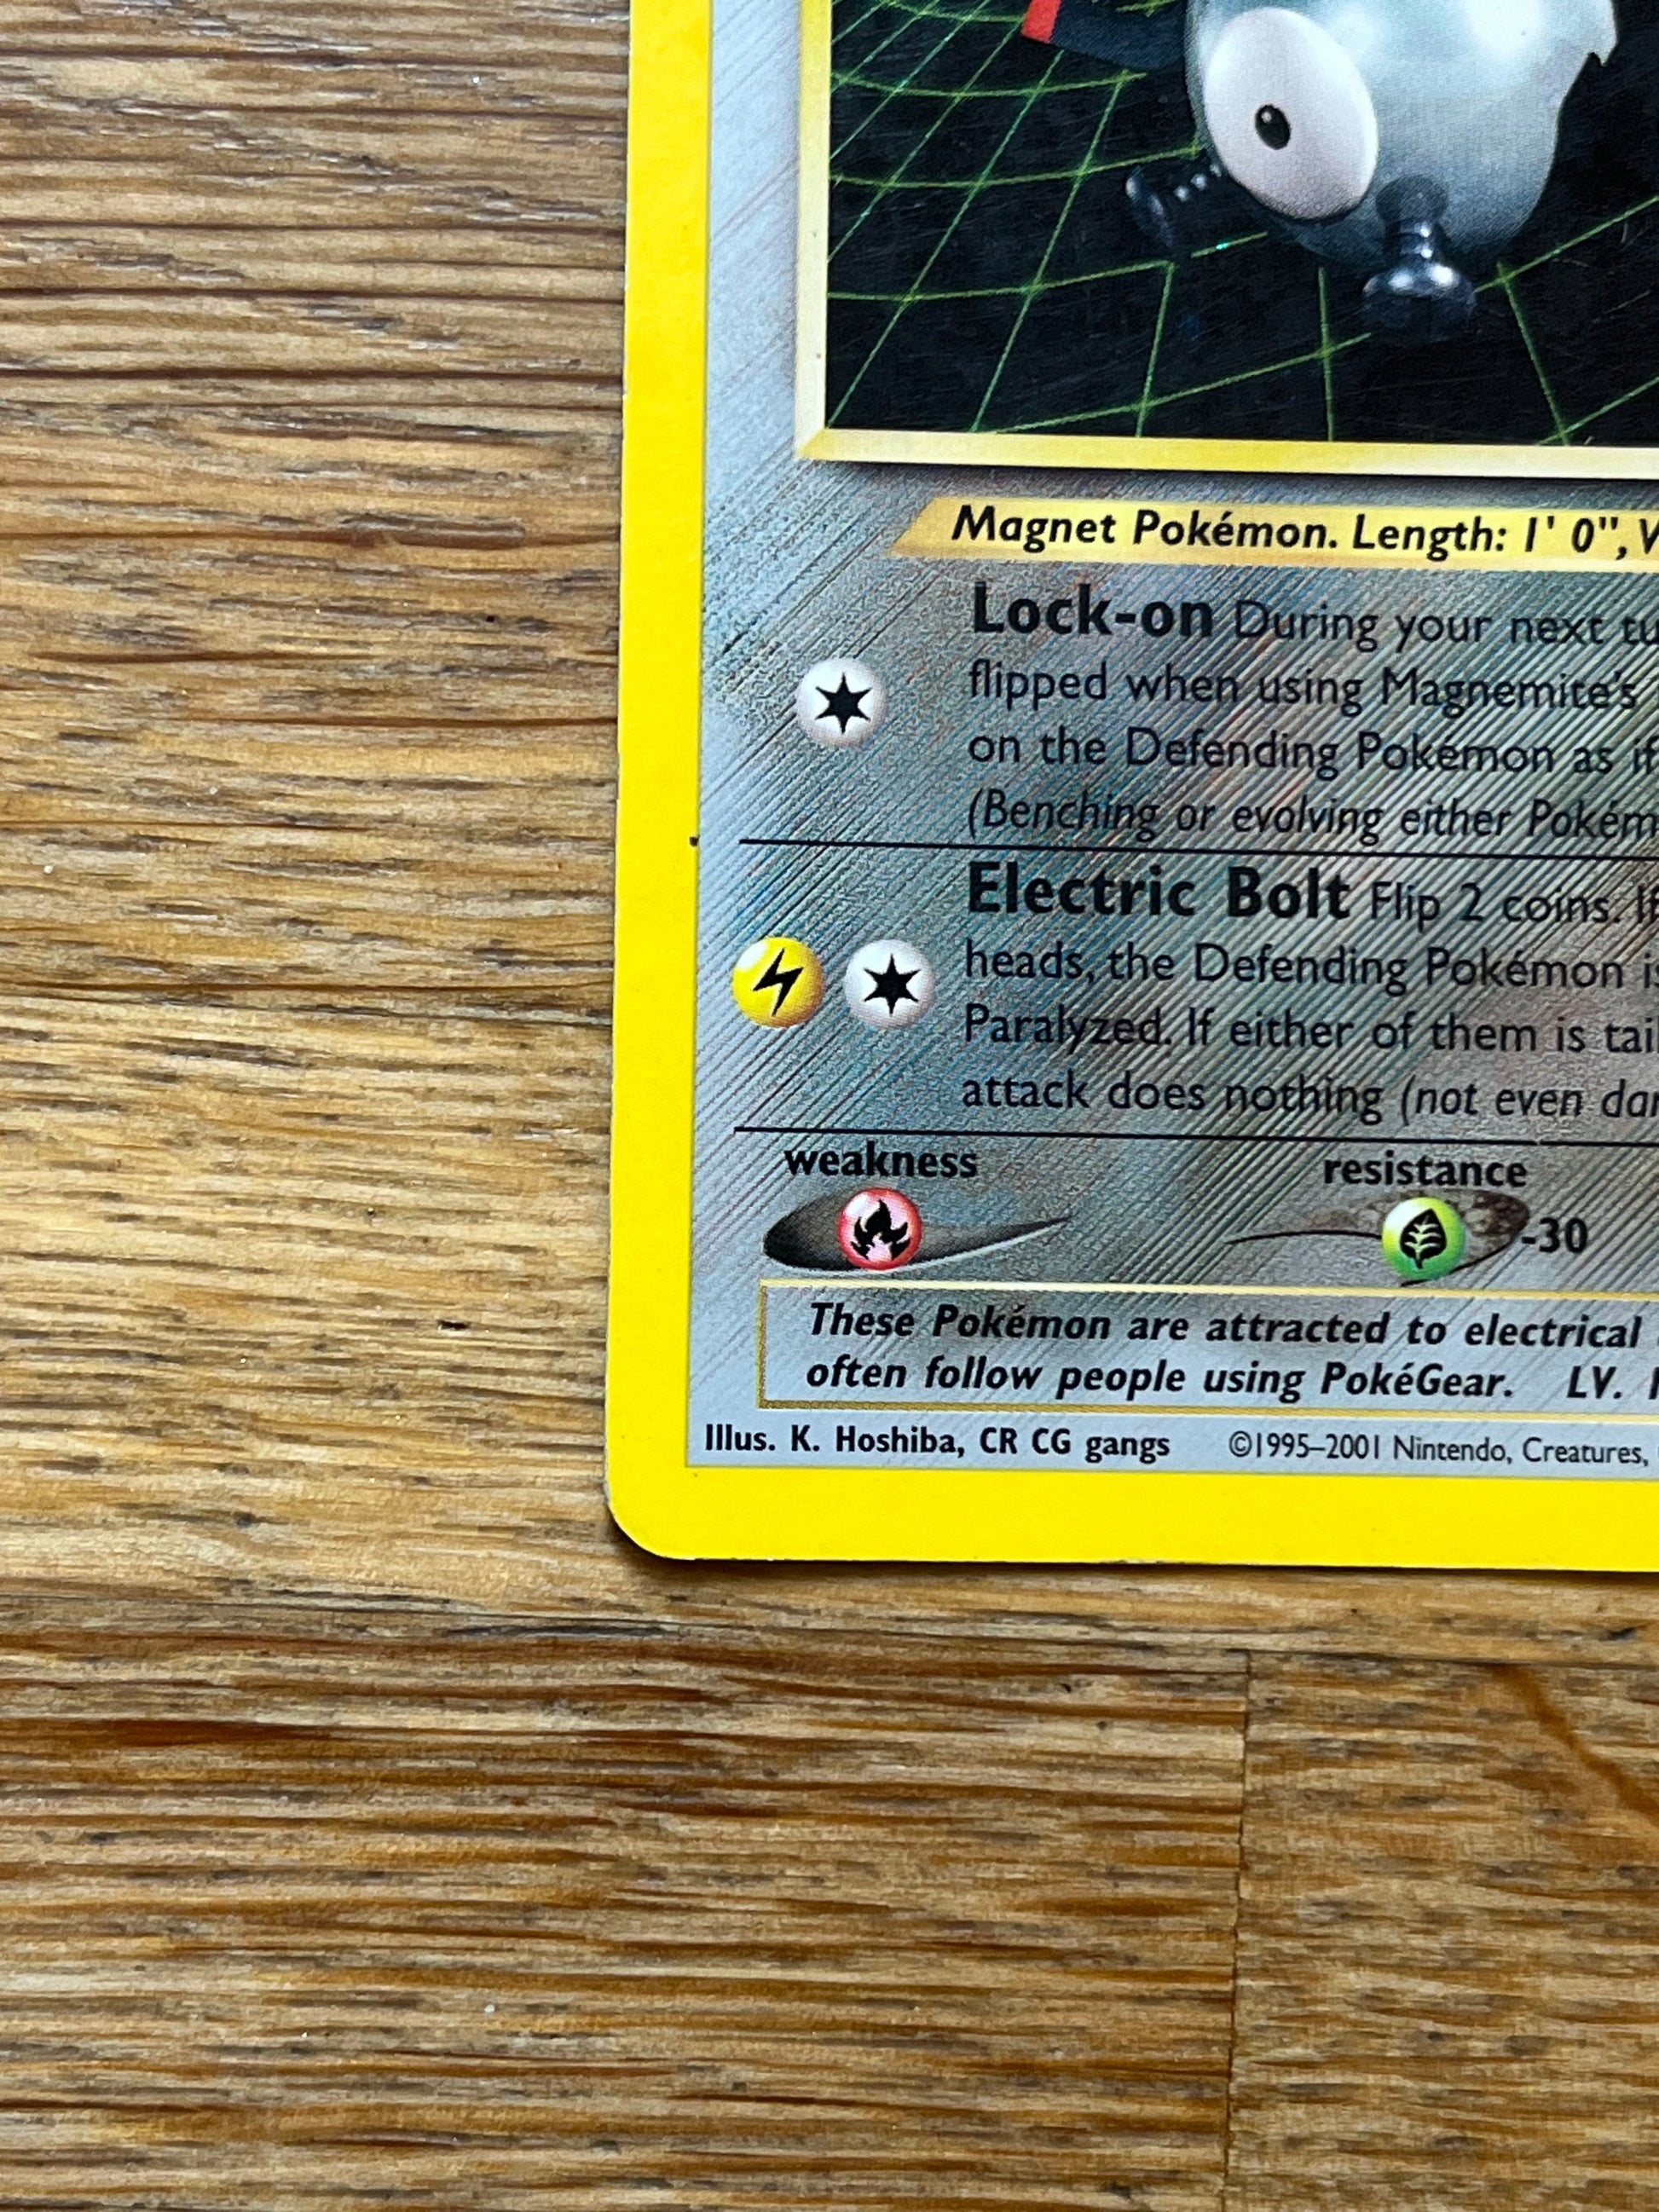 Magnet Pokémon. Length: 1' 0",
Lock-on During your next
flipped when using Magnemite's
on the Defending Pokémon as if
(Benching or evolving either
Electric Bolt Flip 2 coins. If
heads, the Defending Pokémon
Paralyzed. If either of them is
attack does nothing (not even
weakness
resistance
-30
These Pokémon are attracted to electrical
often follow people using PokéGear. LV.
Illus. K. Hoshiba, CR CG gangs ©1995–2001 Nintendo, Creatures,